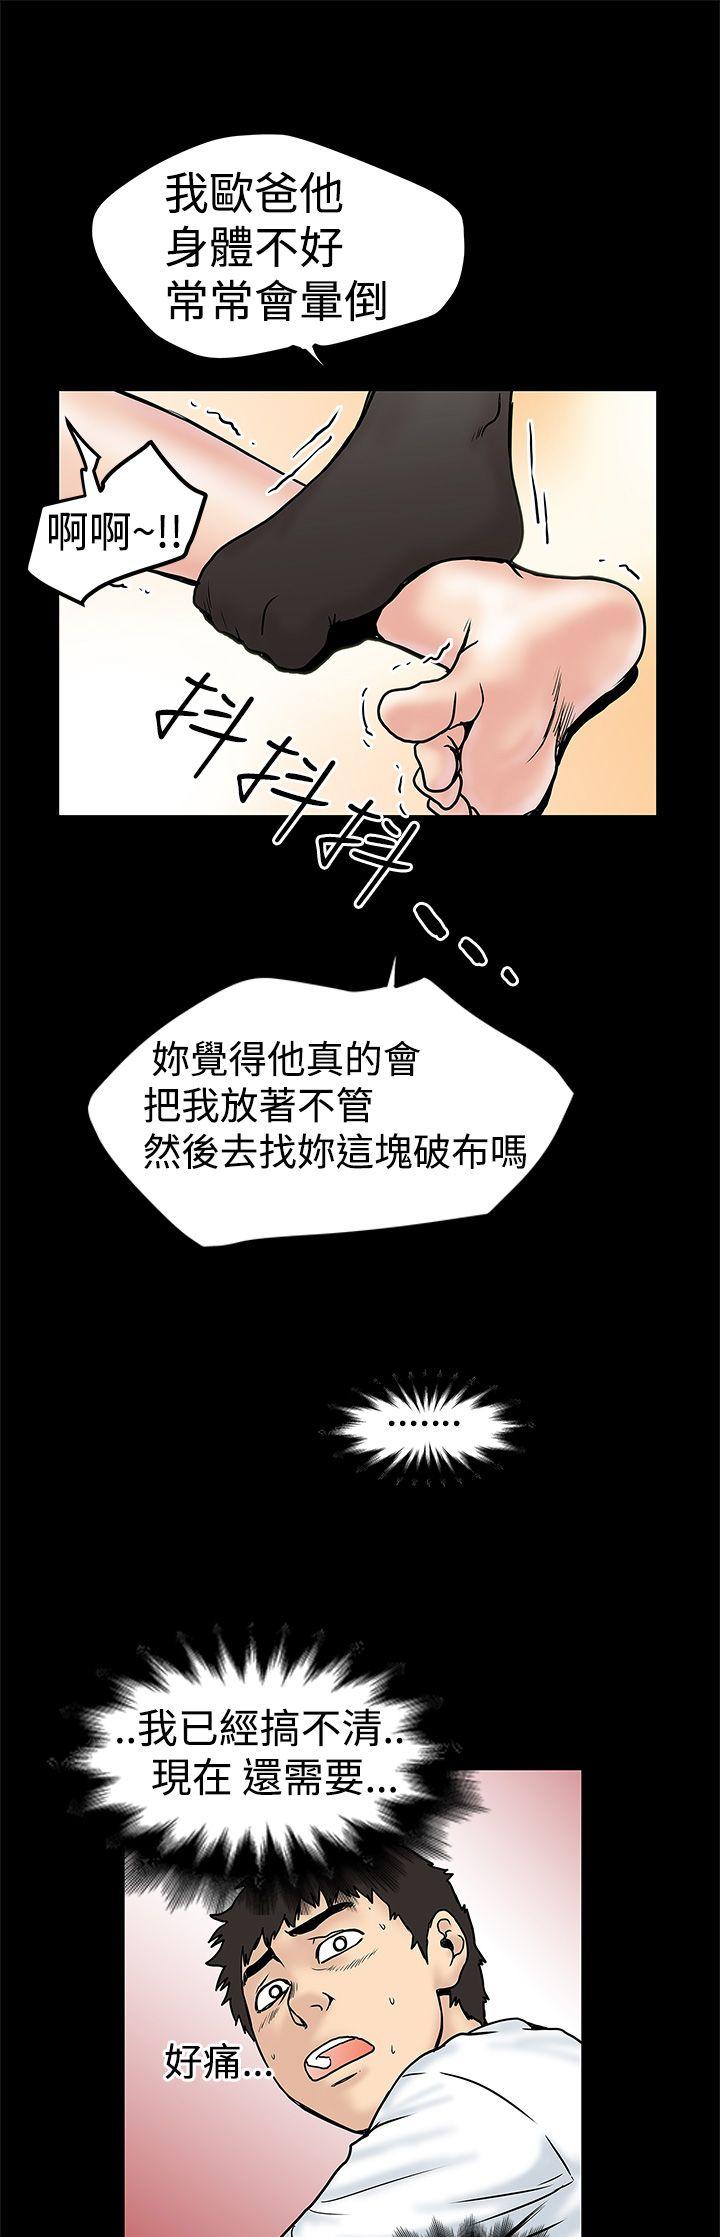 我歐爸他
身體不好
常常會暈倒
啊啊~!!
抖抖抖...
妳覺得他真的會
把我放著不管
然後去找妳這塊破布嗎
.......
..我已經搞不清..
現在 還需要...
好痛...